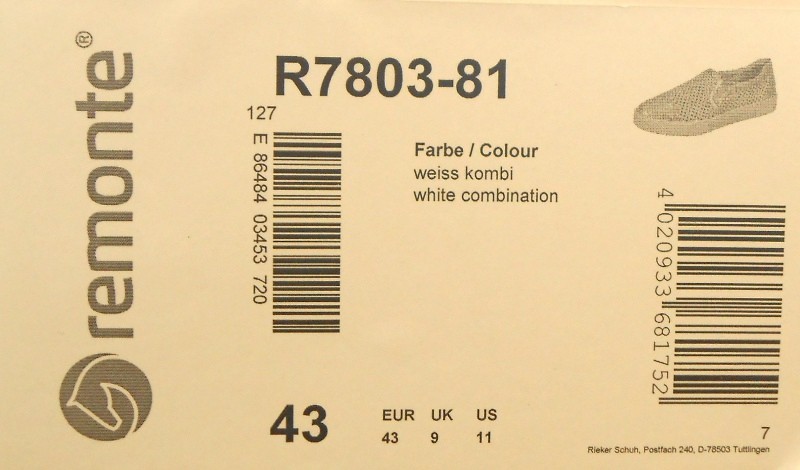 remonte®
R7803-81
127
E 86484 03453 720
Farbe / Colour
weiss kombi
white combination
4 020933 681752
43
EUR UK US
43 9 11
7
Rieker Schuh, Postfach 240, D-78503 Tuttlingen